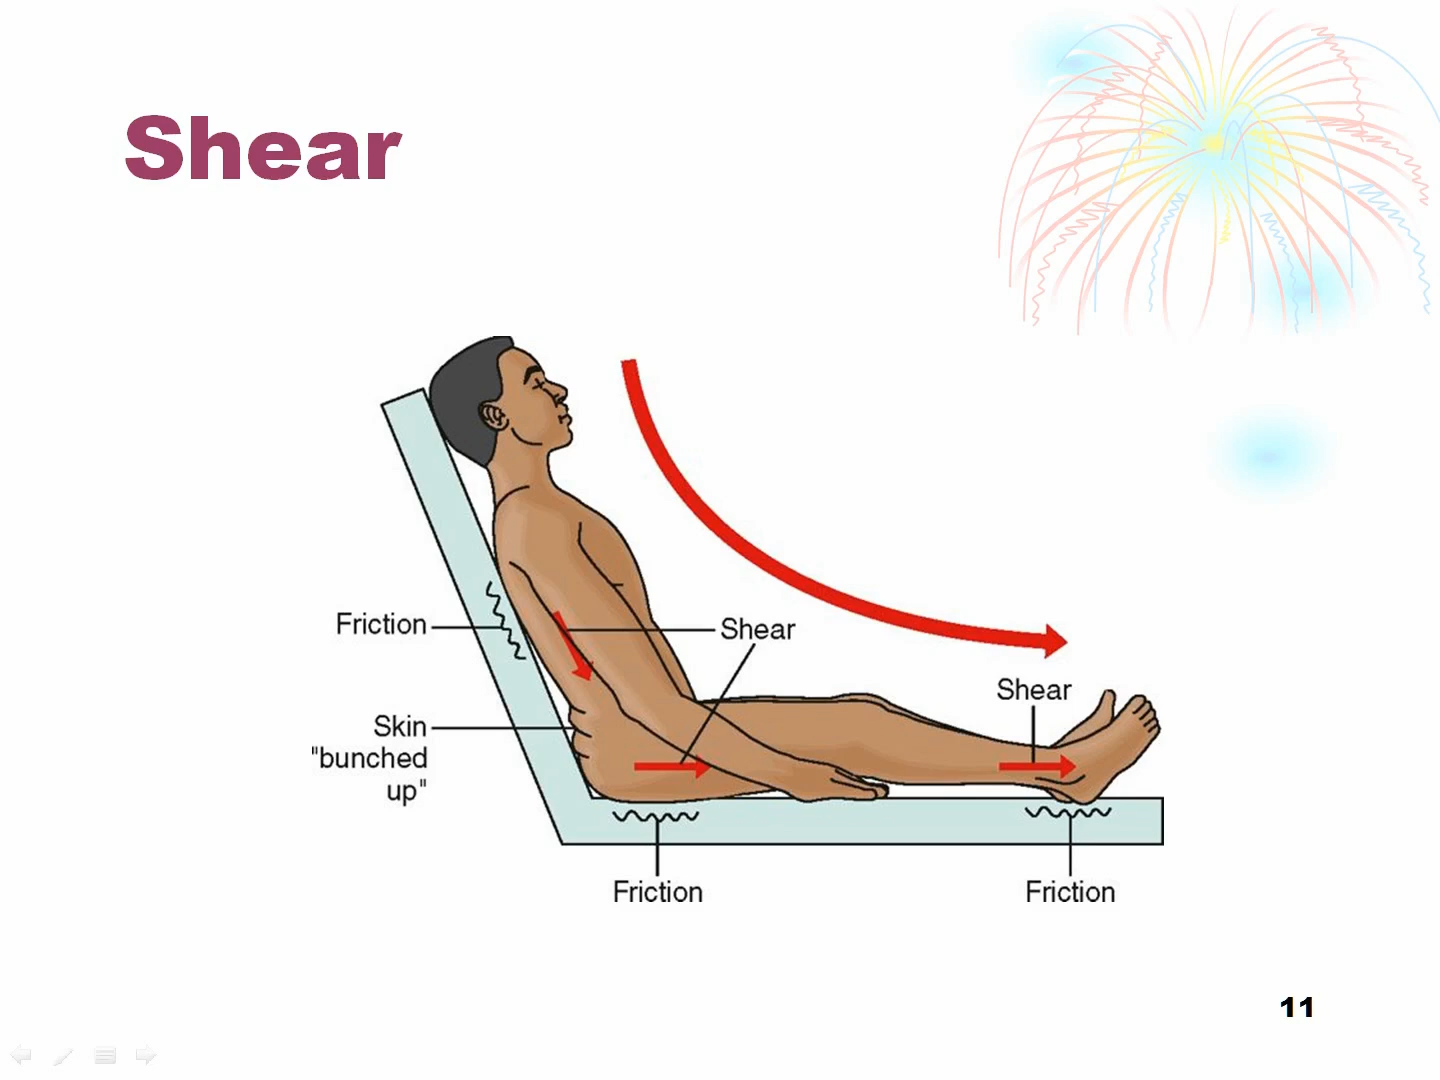 Shear
Friction
Shear
Shear
Skin
"bunched
up"
Friction
Friction
11